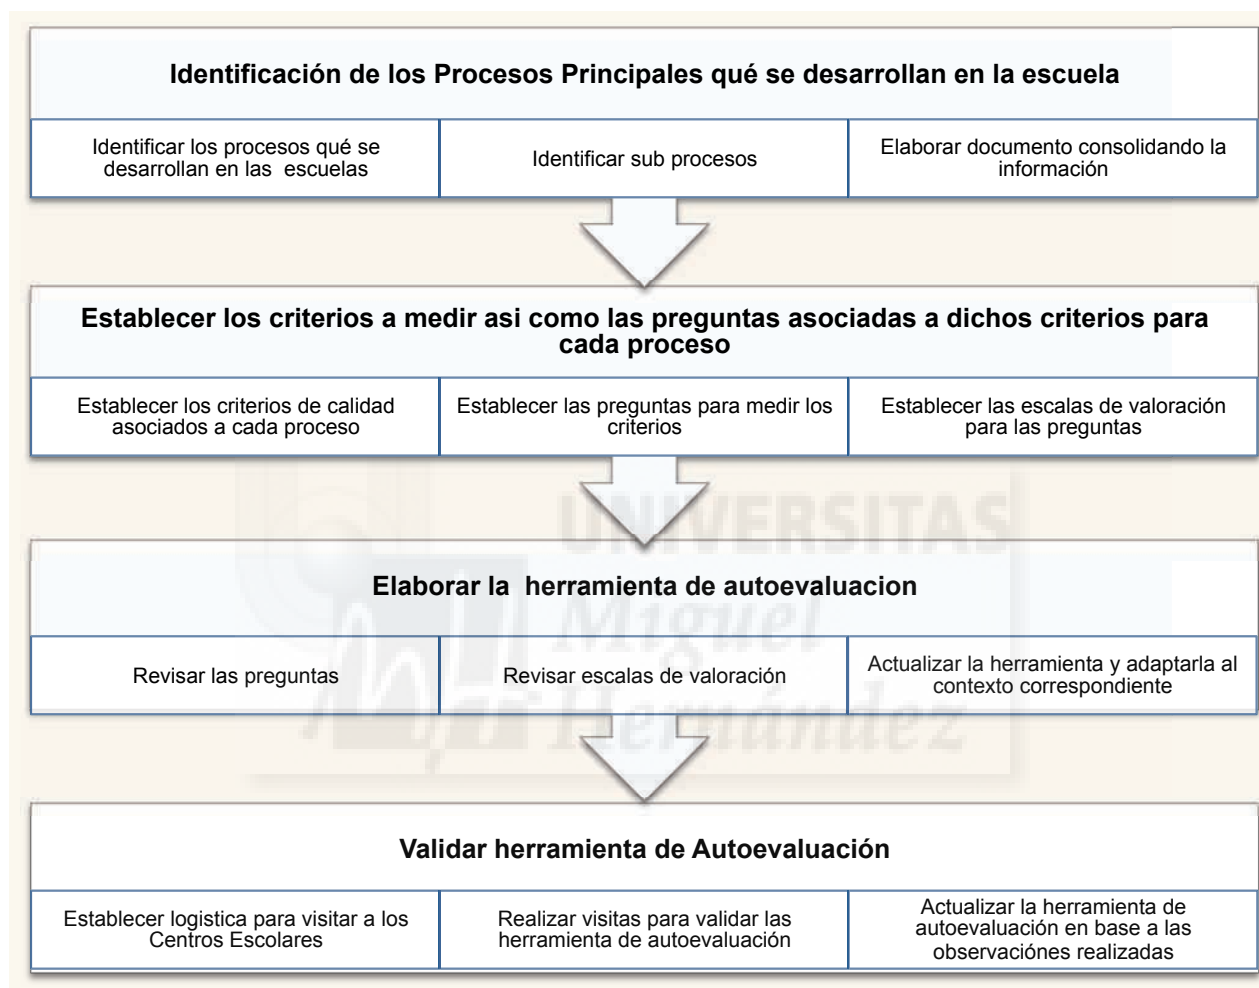 Identificación de los Procesos Principales qué se desarrollan en la escuela
Identificar los procesos qué se
desarrollan en las escuelas
Identificar sub procesos
Elaborar documento consolidando la
información
Establecer los criterios a medir asi como las preguntas asociadas a dichos criterios para
cada proceso
Establecer los criterios de calidad
asociados a cada proceso
Establecer las preguntas para medir los
criterios
Establecer las escalas de valoración
para las preguntas
UNIVERSITAS
Miguel
Hernández
Elaborar la herramienta de autoevaluacion
Revisar las preguntas
Revisar escalas de valoración
Actualizar la herramienta y adaptarla al
contexto correspondiente
Validar herramienta de Autoevaluación
Establecer logistica para visitar a los
Centros Escolares
Realizar visitas para validar las
herramienta de autoevaluación
Actualizar la herramienta de
autoevaluación en base a las
observaciónes realizadas